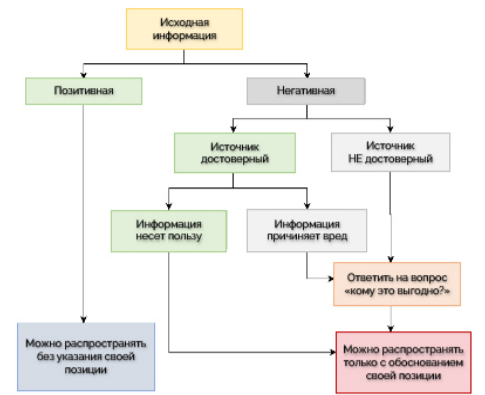 Исходная
информация
Позитивная
Негативная
Источник
достоверный
Источник
НЕ достоверный
Информация
несет пользу
Информация
причиняет вред
Ответить на вопрос
«кому это выгодно?»
Можно распространять
без указания своей
позиции
Можно распространять
только с обоснованием
своей позиции